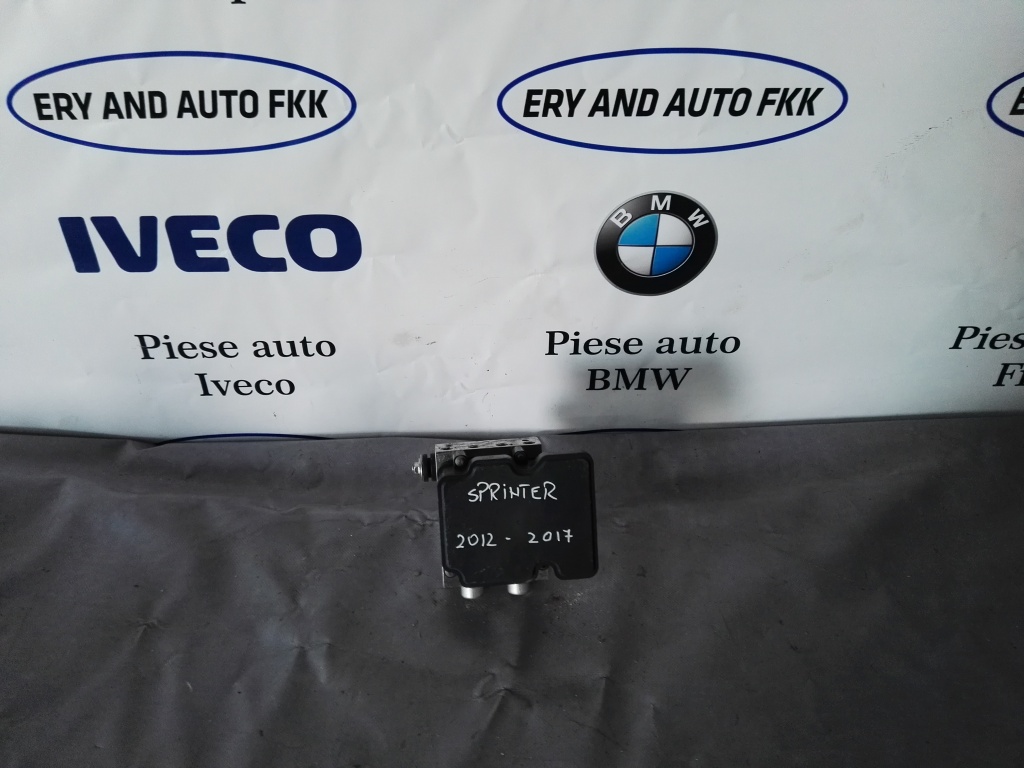 ERY AND AUTO FKK
ERY AND AUTO FKK
IVECO
BMW
Piese auto
Iveco
Piese auto
BMW
SPRINTER
2012 - 2017